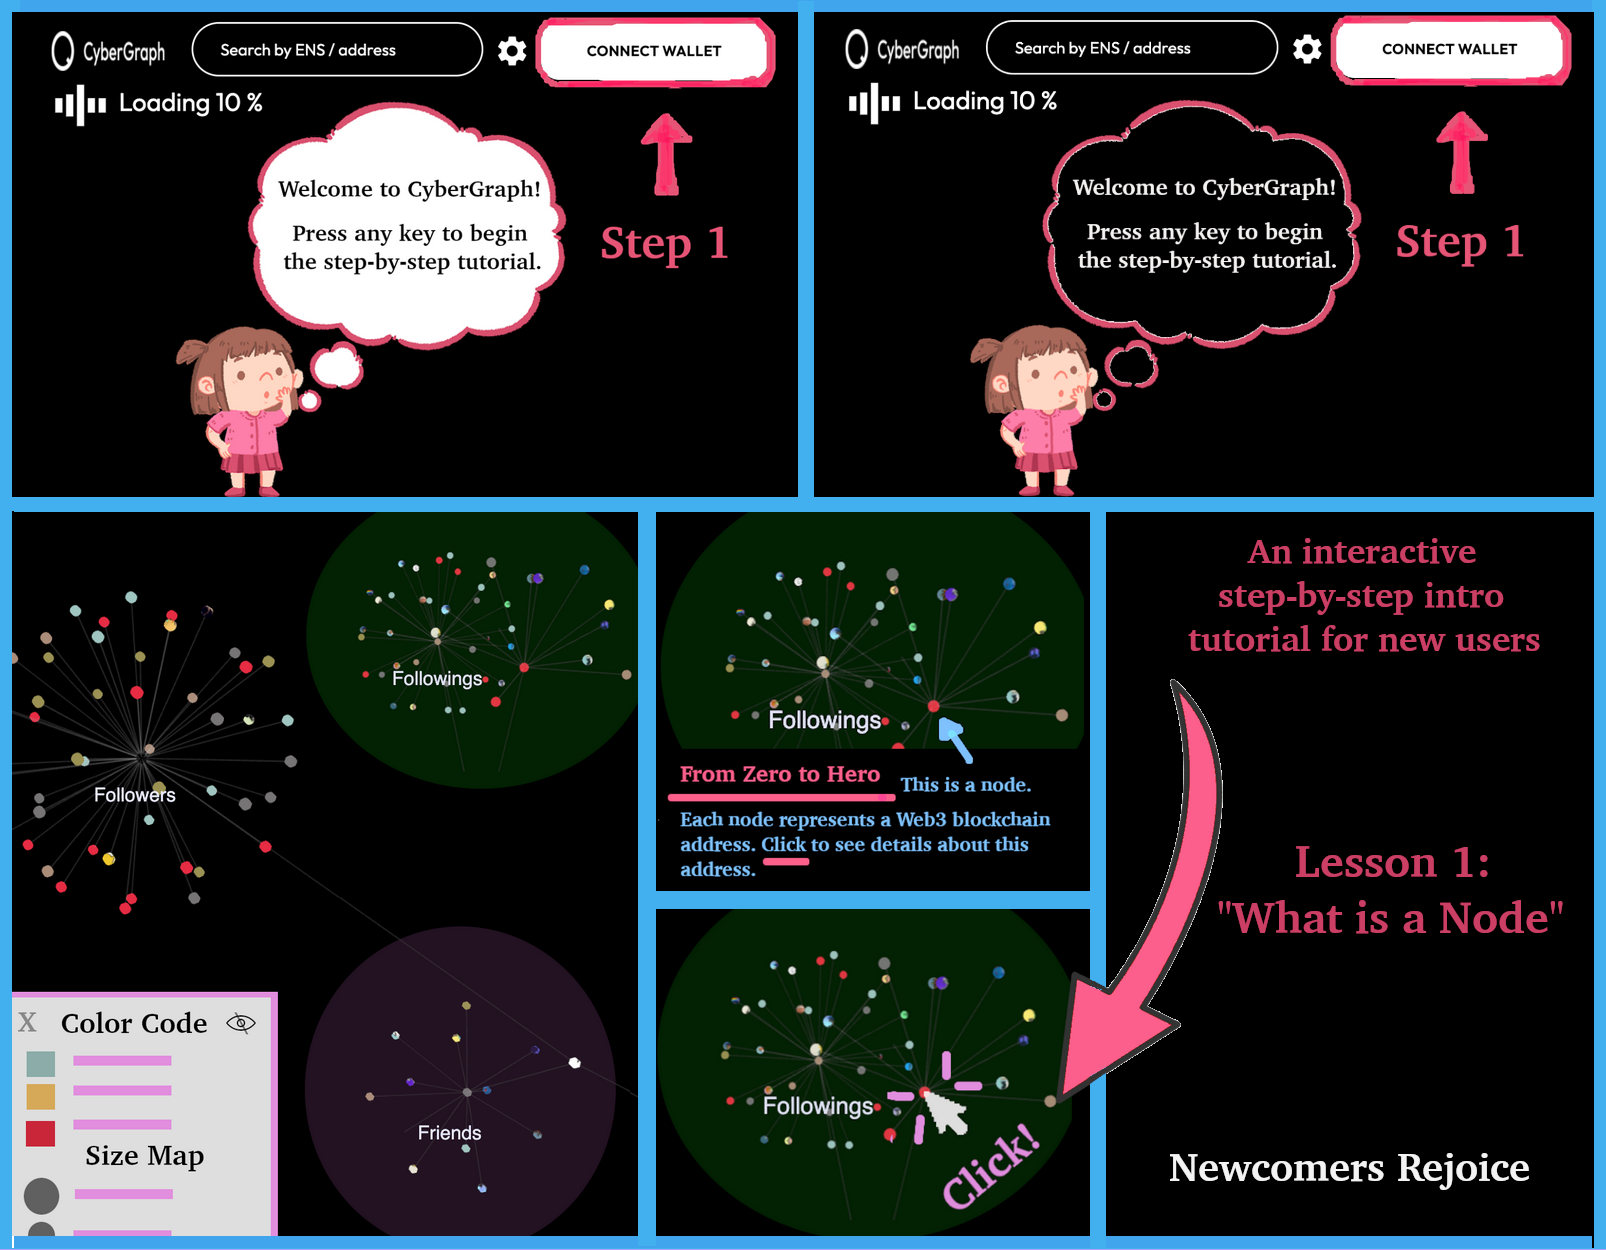 CyberGraph
Search by ENS / address
CONNECT WALLET
Loading 10 %
Welcome to CyberGraph!
Press any key to begin
the step-by-step tutorial.
Step 1
CyberGraph
Search by ENS / address
CONNECT WALLET
Loading 10 %
Welcome to CyberGraph!
Press any key to begin
the step-by-step tutorial.
Step 1
Followings
Followers
Friends
X Color Code
Size Map
Followings
From Zero to Hero
This is a node.
Each node represents a Web3 blockchain
address. Click to see details about this
address.
Followings
Click!
An interactive
step-by-step intro
tutorial for new users
Lesson 1:
"What is a Node"
Newcomers Rejoice